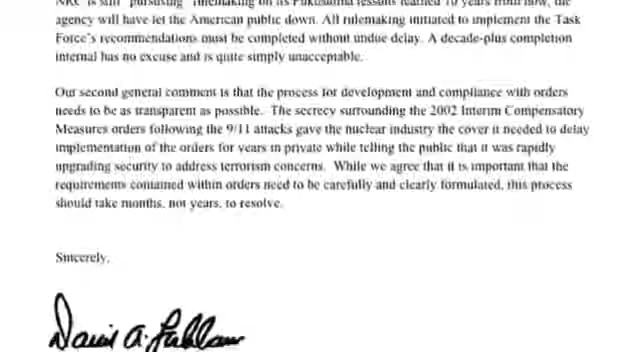 NRC is still "pursuing" rulemaking on its Fukushima lessons learned 10 years from now, the
agency will have let the American public down. All rulemaking initiated to implement the Task
Force's recommendations must be completed without undue delay. A decade-plus completion
internal has no excuse and is quite simply unacceptable.
Our second general comment is that the process for development and compliance with orders
needs to be as transparent as possible. The secrecy surrounding the 2002 Interim Compensatory
Measures orders following the 9/11 attacks gave the nuclear industry the cover it needed to delay
implementation of the orders for years in private while telling the public that it was rapidly
upgrading security to address terrorism concerns. While we agree that it is important that the
requirements contained within orders need to be carefully and clearly formulated, this process
should take months, not years, to resolve.
Sincerely,
David A. Lochbaum